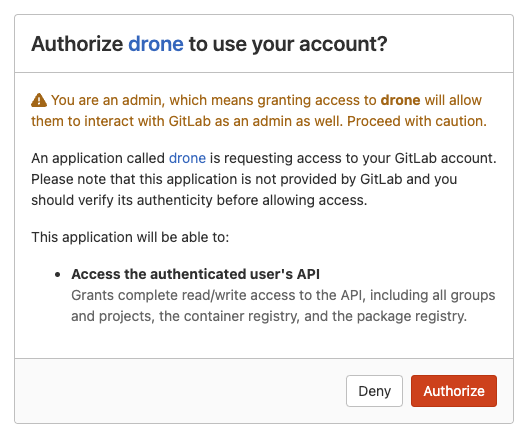 Authorize drone to use your account?
You are an admin, which means granting access to drone will allow
them to interact with GitLab as an admin as well. Proceed with caution.
An application called drone is requesting access to your GitLab account.
Please note that this application is not provided by GitLab and you
should verify its authenticity before allowing access.
This application will be able to:
• Access the authenticated user's API
Grants complete read/write access to the API, including all groups
and projects, the container registry, and the package registry.
Deny
Authorize